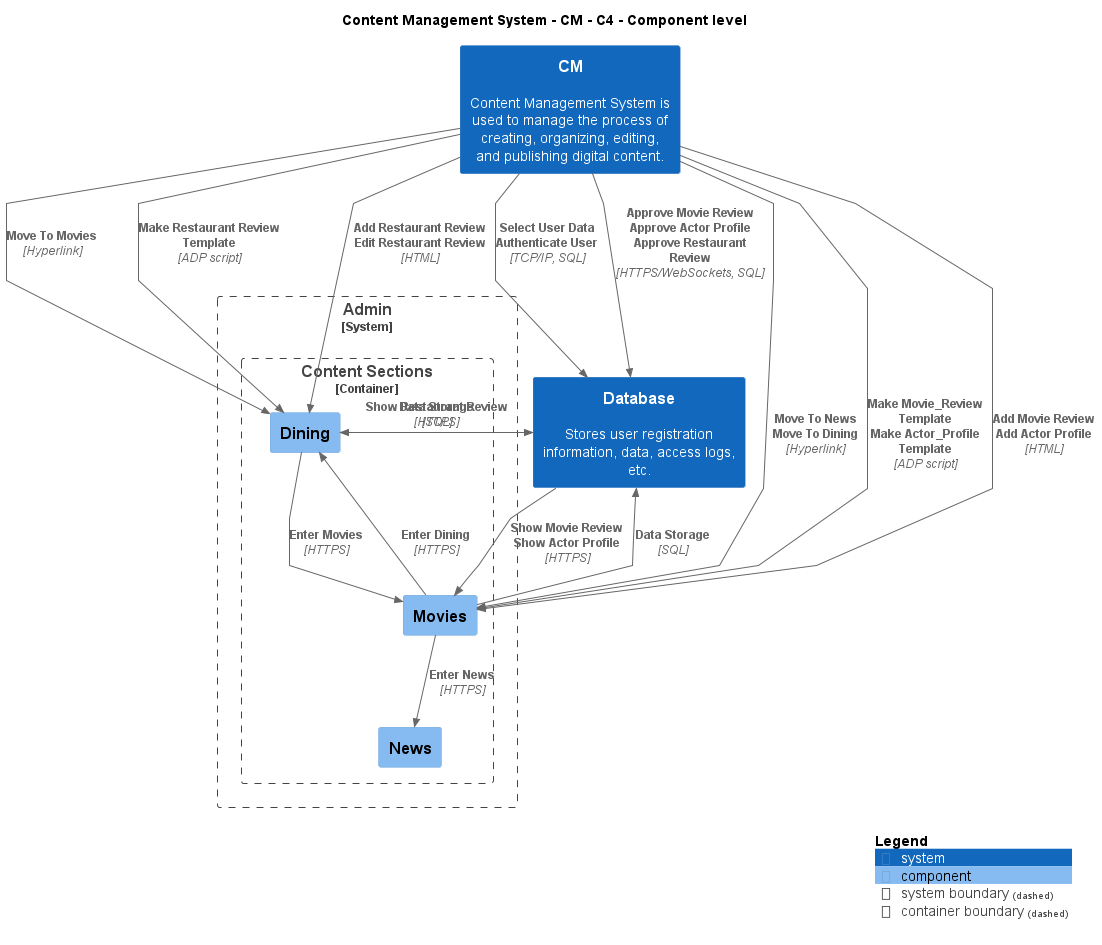 Content Management System - CM - C4 - Component level
CM
Content Management System is
used to manage the process of
creating, organizing, editing,
and publishing digital content.
Move To Movies
[Hyperlink]
Make Restaurant Review
Template
[ADP script]
Add Restaurant Review
Edit Restaurant Review
[HTML]
Select User Data
Authenticate User
[TCP/IP, SQL]
Approve Movie Review
Approve Actor Profile
Approve Restaurant
Review
[HTTPS/WebSockets, SQL]
Admin
[System]
Content Sections
[Container]
Show Restaurant Review
[HTTPS]
Data Storage
[SQL]
Dining
Database
Stores user registration
information, data, access logs,
etc.
Move To News
Move To Dining
[Hyperlink]
Make Movie_Review
Template
Make Actor_Profile
Template
[ADP script]
Add Movie Review
Add Actor Profile
[HTML]
Enter Movies
[HTTPS]
Enter Dining
[HTTPS]
Show Movie Review
Show Actor Profile
[HTTPS]
Data Storage
[SQL]
Movies
Enter News
[HTTPS]
News
Legend
system
component
system boundary (dashed)
container boundary (dashed)